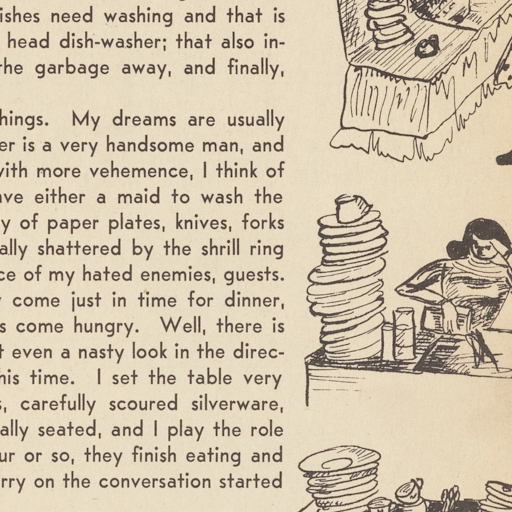 ishes need washing and that is
head dish-washer; that also in-
the garbage away, and finally,
hings. My dreams are usually
er is a very handsome man, and
with more vehemence, I think of
ave either a maid to wash the
y of paper plates, knives, forks
ally shattered by the shrill ring
ce of my hated enemies, guests.
come just in time for dinner,
s come hungry. Well, there is
t even a nasty look in the direc-
his time. I set the table very
s, carefully scoured silverware,
ally seated, and I play the role
ur or so, they finish eating and
rry on the conversation started